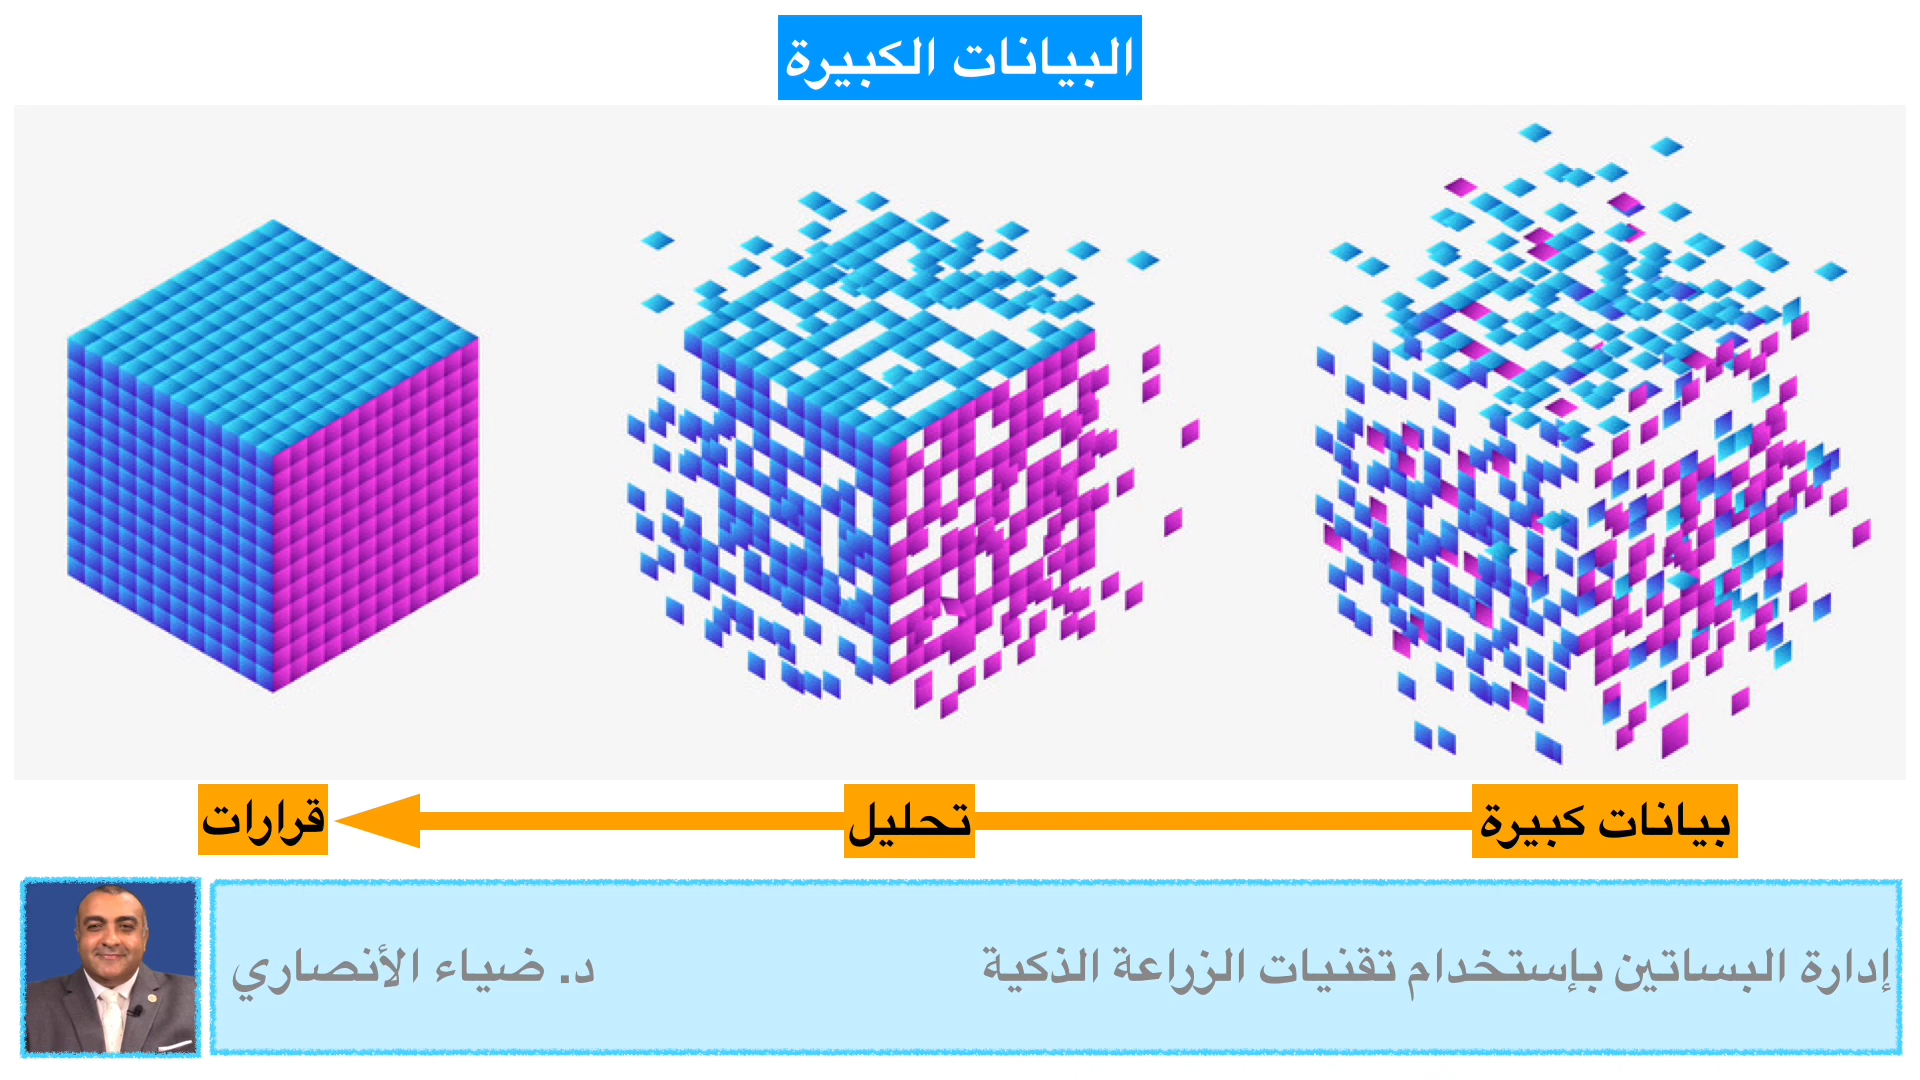 البيانات الكبيرة
بيانات كبيرة
تحليل
قرارات
إدارة البساتين بإستخدام تقنيات الزراعة الذكية
د. ضياء الأنصاري